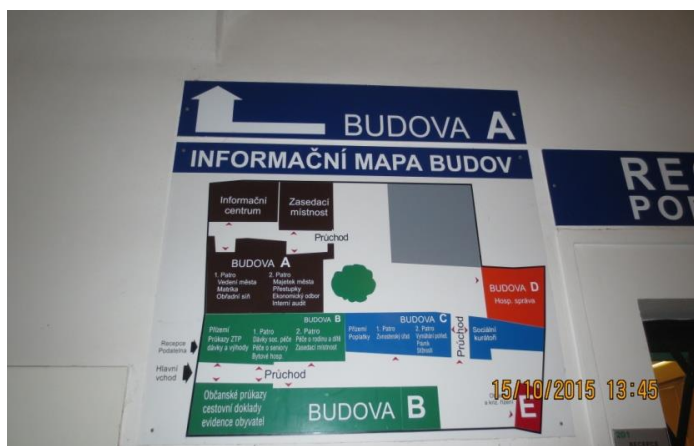 BUDOVA A
INFORMAČNÍ MAPA BUDOV
Informační
centrum
Zasedací
místnost
Průchod
BUDOVA A
1. Patro
Vedení města
Matrika
Obřadní síň
2. Patro
Majetek města
Přestupky
Ekonomický odbor
Interní audit
BUDOVA D
Hosp. správa
BUDOVA B
Přízemí
Průkazy ZTP
dávky a výhody
1. Patro
Dávky soc. péče
Péče o seniory
Bytové hosp.
2. Patro
Péče o rodinu a dítě
Zasedací místnost
BUDOVA C
Přízemí
Poplatky
1. Patro
Živnostenský úřad
2. Patro
Vymáhání pohled.
Právník
Stížnosti
Průchod
Sociální
kurátoři
Recepce
Podatelna
Hlavní
vchod
Průchod
Občanské průkazy
cestovní doklady
evidence obyvatel
BUDOVA B
E
RE
PO
15/10/2015 13:45